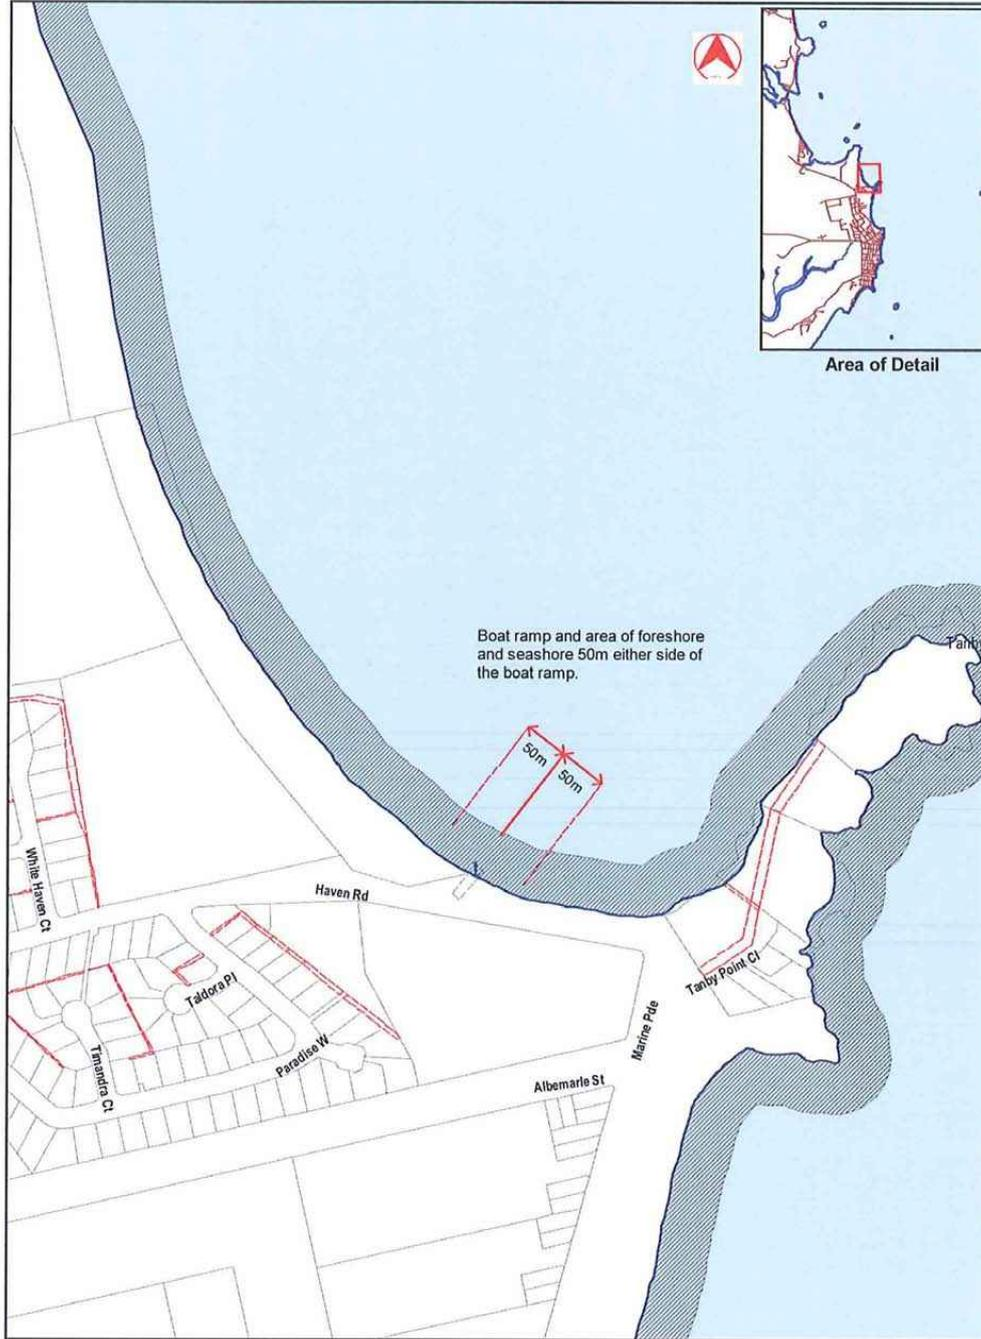 Area of Detail
Boat ramp and area of foreshore
and seashore 50m either side of
the boat ramp.
Tanby
50m
50m
White Haven Ct
Haven Rd
Taldora Pl
Tanby Point Cl
Marine Pde
Paradise W
Timandra Ct
Albemarle St